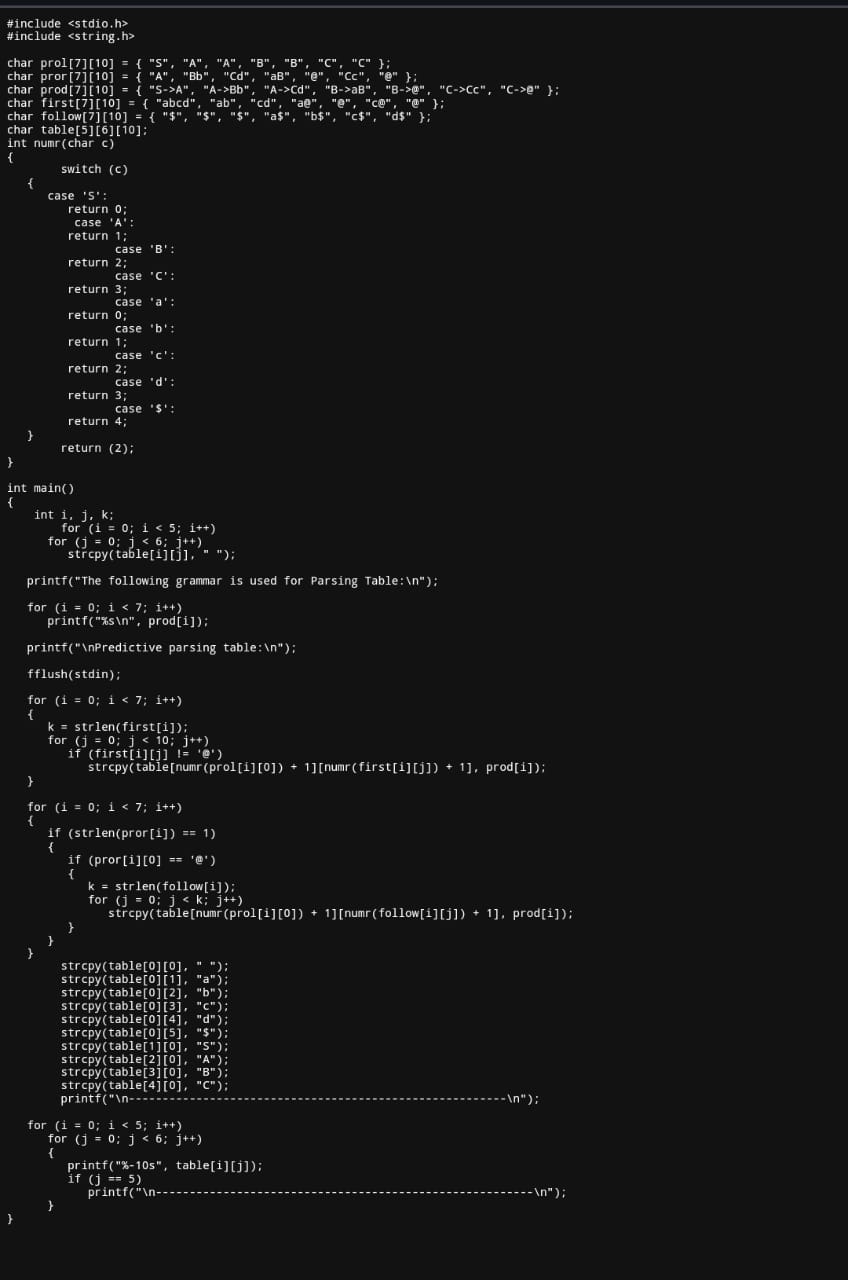 #include <stdio.h>
#include <string.h>

char prol[7][10] = { "S", "A", "A", "B", "B", "C", "C" };
char pror[7][10] = { "A", "Bb", "Cd", "aB", "@", "Cc", "@" };
char prod[7][10] = { "S->A", "A->Bb", "A->Cd", "B->aB", "B->@", "C->Cc", "C->@" };
char first[7][10] = { "abcd", "ab", "cd", "a@", "@", "c@", "@" };
char follow[7][10] = { "$", "$", "$", "a$", "b$", "c$", "d$" };
char table[5][6][10];
int numr(char c)
{
        switch (c)
   {
      case 'S':
         return 0;
          case 'A':
         return 1;
                case 'B':
         return 2;
                case 'C':
         return 3;
                case 'a':
         return 0;
                case 'b':
         return 1;
                case 'c':
         return 2;
                case 'd':
         return 3;
                case '$':
         return 4;
   }
        return (2);
}

int main()
{
    int i, j, k;
        for (i = 0; i < 5; i++)
      for (j = 0; j < 6; j++)
         strcpy(table[i][j], " ");

   printf("The following grammar is used for Parsing Table:\n");

   for (i = 0; i < 7; i++)
      printf("%s\n", prod[i]);

   printf("\nPredictive parsing table:\n");

   fflush(stdin);

   for (i = 0; i < 7; i++)
   {
      k = strlen(first[i]);
      for (j = 0; j < 10; j++)
         if (first[i][j] != '@')
            strcpy(table[numr(prol[i][0]) + 1][numr(first[i][j]) + 1], prod[i]);
   }

   for (i = 0; i < 7; i++)
   {
      if (strlen(pror[i]) == 1)
      {
         if (pror[i][0] == '@')
         {
            k = strlen(follow[i]);
            for (j = 0; j < k; j++)
               strcpy(table[numr(prol[i][0]) + 1][numr(follow[i][j]) + 1], prod[i]);
         }
      }
   }
        strcpy(table[0][0], " ");
        strcpy(table[0][1], "a");
        strcpy(table[0][2], "b");
        strcpy(table[0][3], "c");
        strcpy(table[0][4], "d");
        strcpy(table[0][5], "$");
        strcpy(table[1][0], "S");
        strcpy(table[2][0], "A");
        strcpy(table[3][0], "B");
        strcpy(table[4][0], "C");
        printf("\n--------------------------------------------------------\n");

   for (i = 0; i < 5; i++)
      for (j = 0; j < 6; j++)
      {
         printf("%-10s", table[i][j]);
         if (j == 5)
            printf("\n--------------------------------------------------------\n");
      }
}